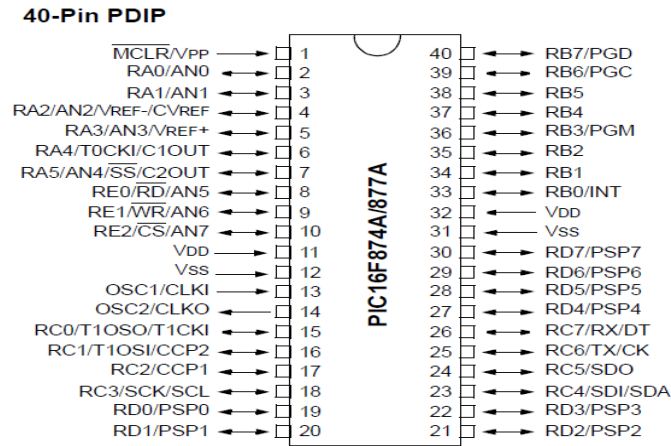 40-Pin PDIP
MCLR/VPP 1 40 RB7/PGD
RA0/AN0 2 39 RB6/PGC
RA1/AN1 3 38 RB5
RA2/AN2/VREF-/CVREF 4 37 RB4
RA3/AN3/VREF+ 5 36 RB3/PGM
RA4/T0CKI/C1OUT 6 35 RB2
RA5/AN4/SS/C2OUT 7 34 RB1
RE0/RD/AN5 8 33 RB0/INT
RE1/WR/AN6 9 32 VDD
RE2/CS/AN7 10 31 VSS
VDD 11 30 RD7/PSP7
VSS 12 29 RD6/PSP6
OSC1/CLKI 13 28 RD5/PSP5
OSC2/CLKO 14 27 RD4/PSP4
RC0/T1OSO/T1CKI 15 26 RC7/RX/DT
RC1/T1OSI/CCP2 16 25 RC6/TX/CK
RC2/CCP1 17 24 RC5/SDO
RC3/SCK/SCL 18 23 RC4/SDI/SDA
RD0/PSP0 19 22 RD3/PSP3
RD1/PSP1 20 21 RD2/PSP2
PIC16F874A/877A